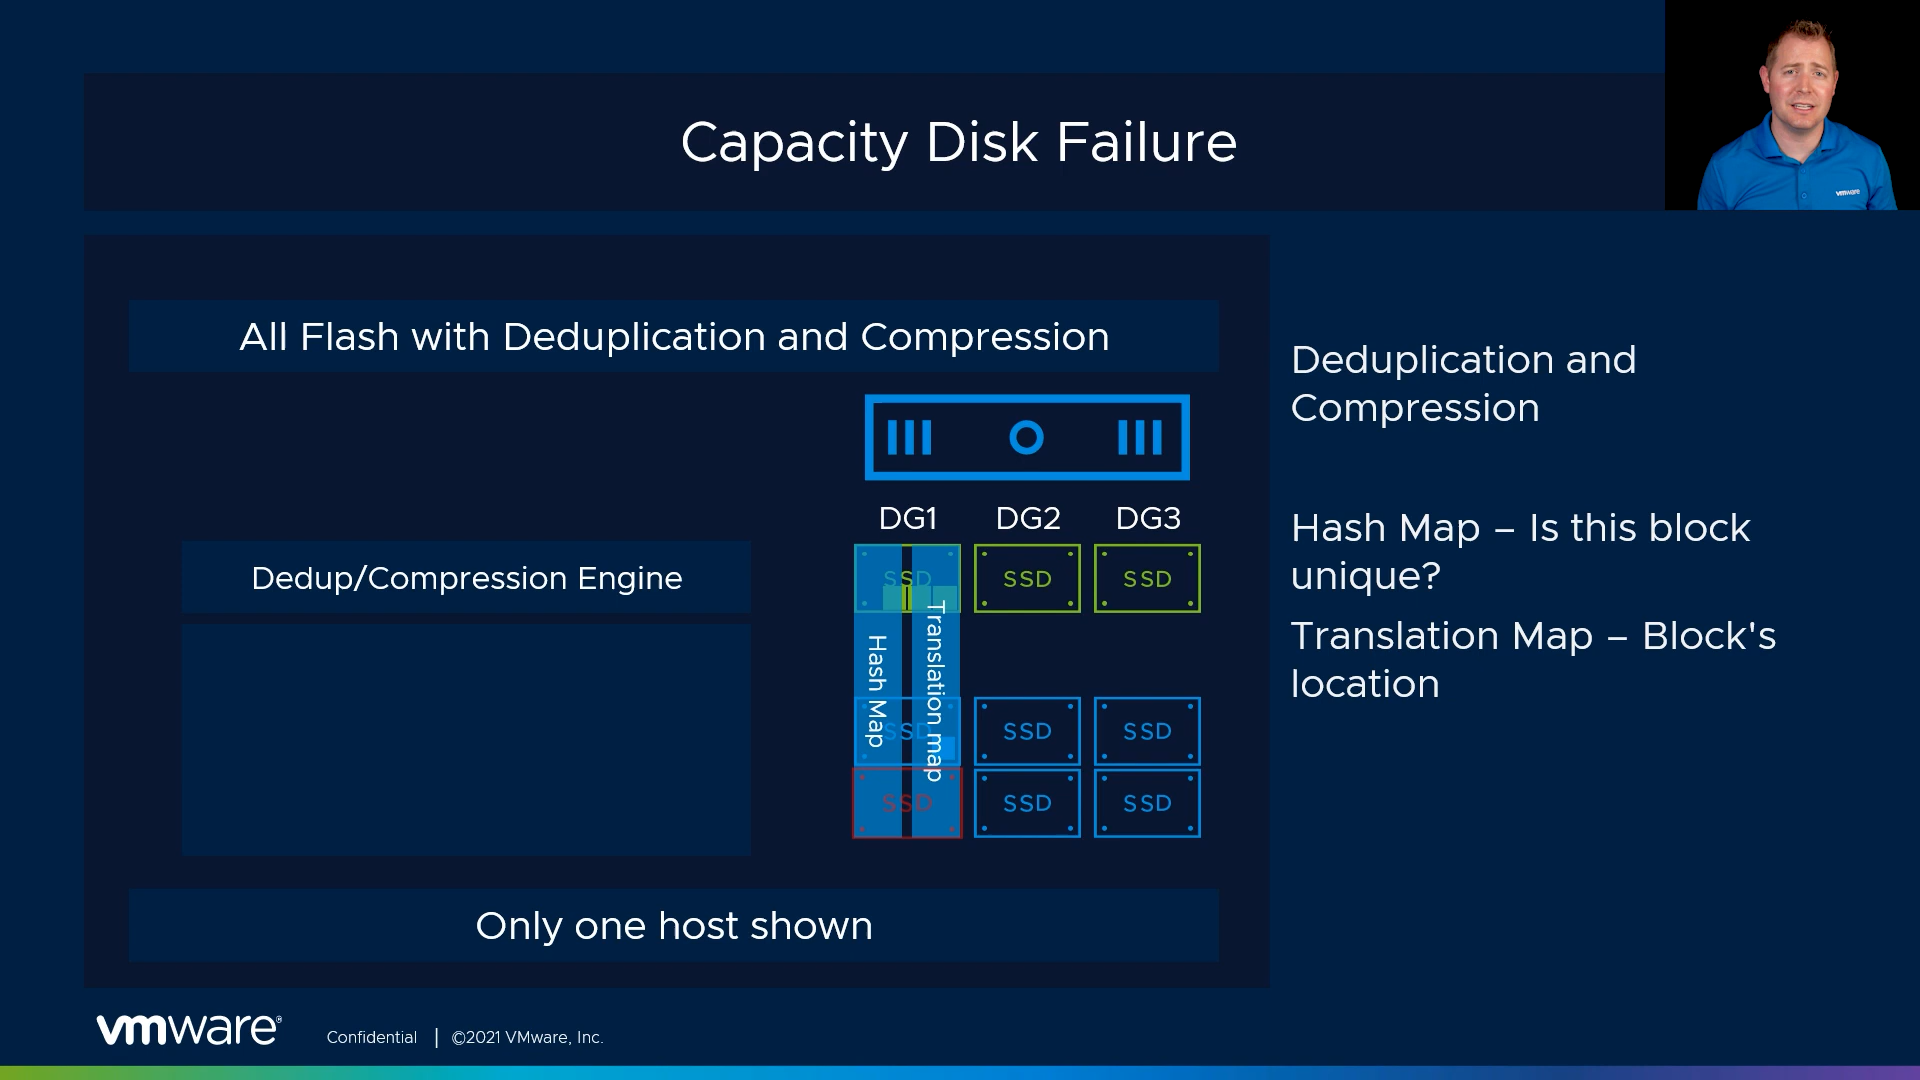 Capacity Disk Failure
vmware
All Flash with Deduplication and Compression
DG1 DG2 DG3
SSD SSD SSD
Hash Map
Translation map
SSD SSD SSD
SSD SSD SSD
Dedup/Compression Engine
Only one host shown
Deduplication and
Compression
Hash Map – Is this block
unique?
Translation Map – Block's
location
vmware®
Confidential | ©2021 VMware, Inc.